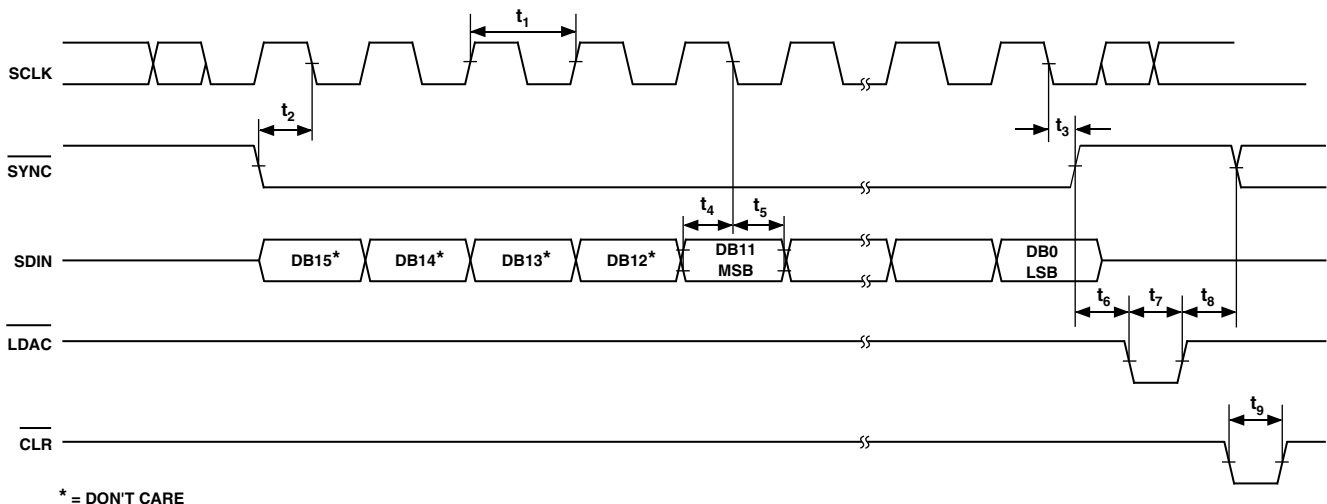 t1
SCLK
t2
t3
SYNC
t4
t5
SDIN
DB15*
DB14*
DB13*
DB12*
DB11
MSB
DB0
LSB
t6
t7
t8
LDAC
t9
CLR
* = DON'T CARE